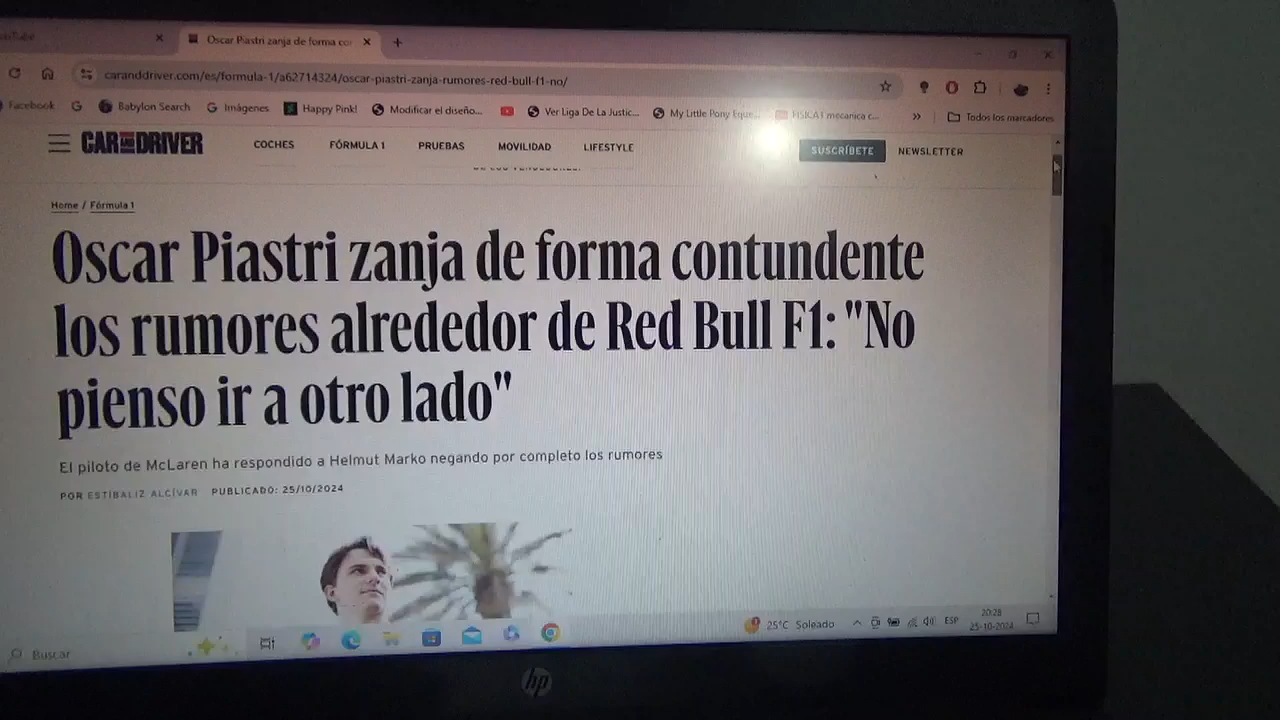 Oscar Piastri zanja de forma co
caranddriver.com/es/formula-1/a62714324/oscar-piastri-zanja-rumores-red-bull-f1-no/
Facebook Babylon Search Imágenes Happy Pink! Modificar el diseño... Ver Liga De La Justic... My Little Pony Eque... FISICA1 mecanica c... » Todos los marcadores
CAR AND DRIVER COCHES FÓRMULA 1 PRUEBAS MOVILIDAD LIFESTYLE SUSCRÍBETE NEWSLETTER
Home / Fórmula 1
Oscar Piastri zanja de forma contundente
los rumores alrededor de Red Bull F1: "No
pienso ir a otro lado"
El piloto de McLaren ha respondido a Helmut Marko negando por completo los rumores
POR ESTÍBALIZ ALCÍVAR PUBLICADO: 25/10/2024
Buscar 25°C Soleado ESP 20:28
25-10-2024
hp